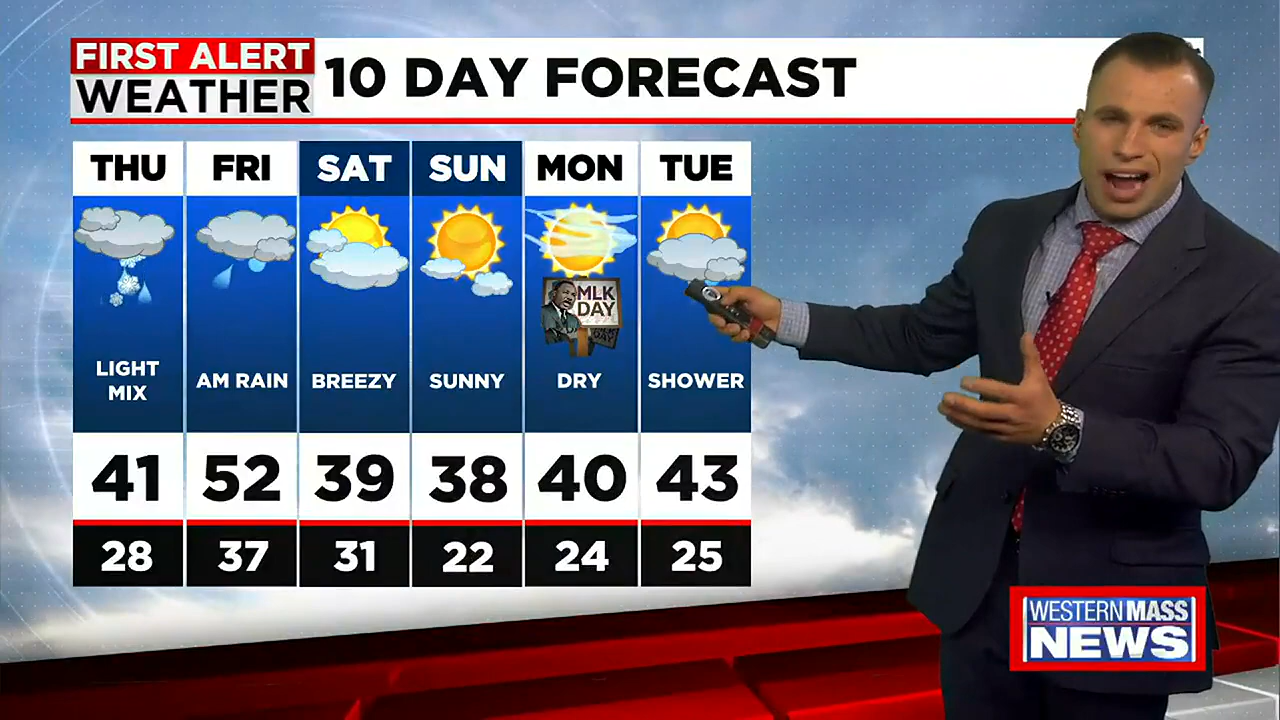 FIRST ALERT
WEATHER
10 DAY FORECAST
THU FRI SAT SUN MON TUE
MLK
DAY
LIGHT
MIX
AM RAIN
BREEZY
SUNNY
DRY
SHOWER
41 52 39 38 40 43
28 37 31 22 24 25
WESTERN MASS
NEWS